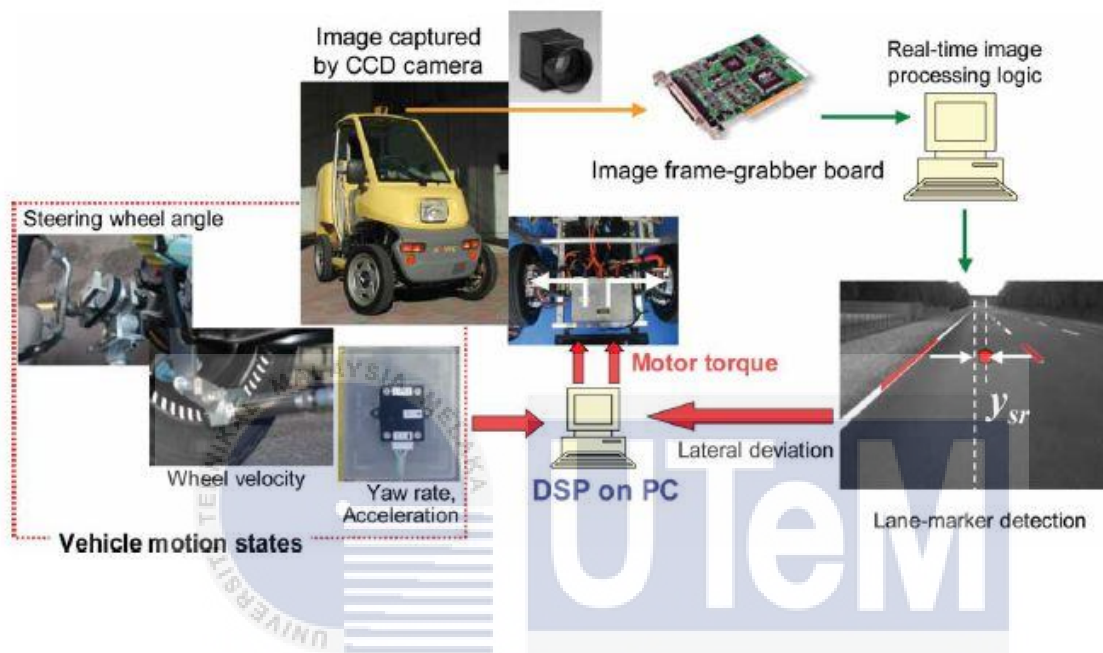 Image captured
by CCD camera
Real-time image
processing logic
Image frame-grabber board
Steering wheel angle
Motor torque
y_sr
Wheel velocity
Yaw rate,
Acceleration
DSP on PC
Lateral deviation
Lane-marker detection
Vehicle motion states
UTeM